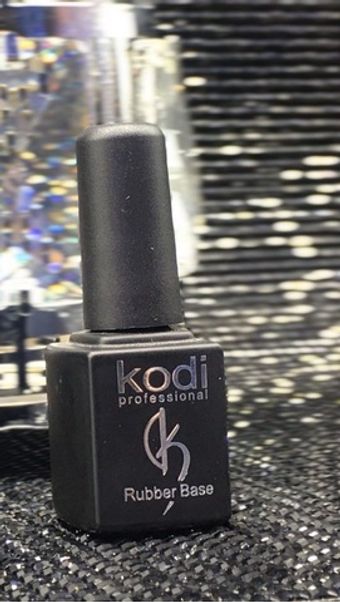 kodi
professional
Rubber Base